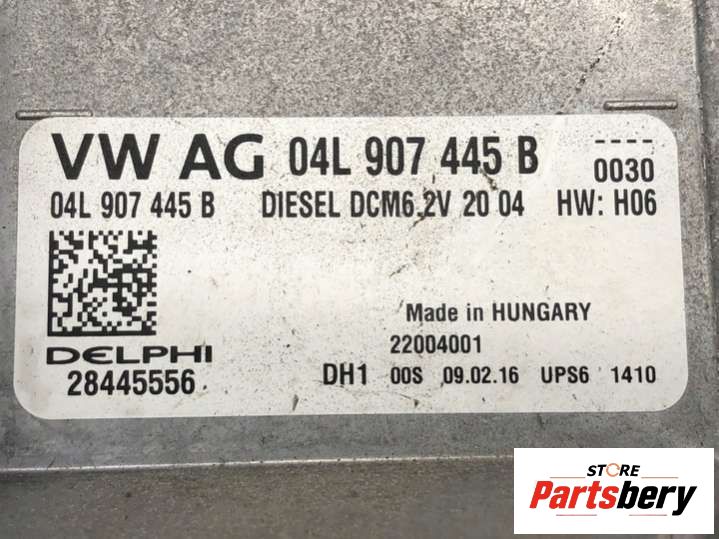 VW AG 04L 907 445 B
----
0030
04L 907 445 B DIESEL DCM6.2V 20 04 HW: H06
Made in HUNGARY
DELPHI
22004001
28445556
DH1 00S 09.02.16 UPS6 1410
STORE
Partsbery